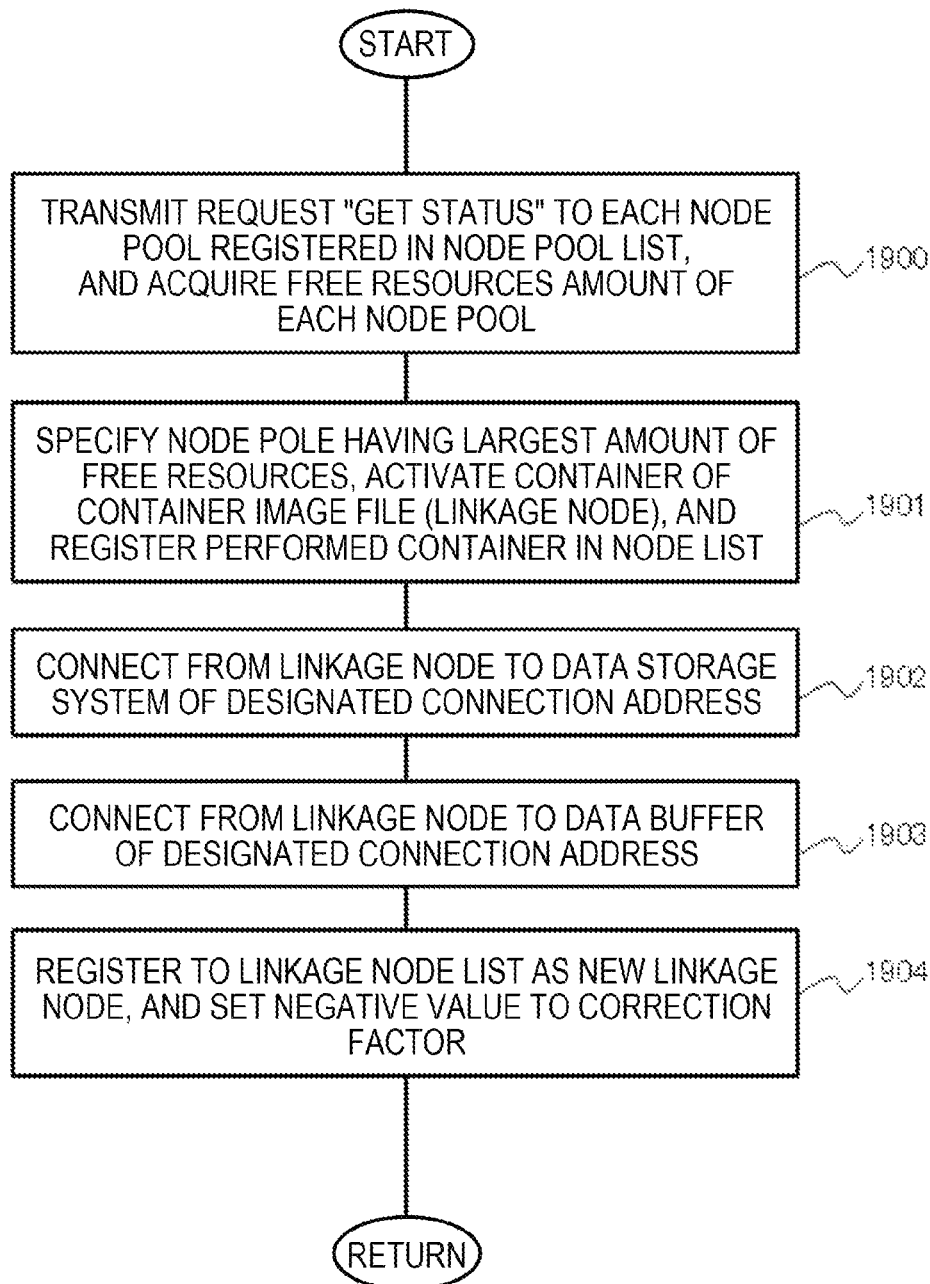 START
TRANSMIT REQUEST "GET STATUS" TO EACH NODE
POOL REGISTERED IN NODE POOL LIST,
AND ACQUIRE FREE RESOURCES AMOUNT OF
EACH NODE POOL
1900
SPECIFY NODE POLE HAVING LARGEST AMOUNT OF
FREE RESOURCES, ACTIVATE CONTAINER OF
CONTAINER IMAGE FILE (LINKAGE NODE), AND
REGISTER PERFORMED CONTAINER IN NODE LIST
1901
CONNECT FROM LINKAGE NODE TO DATA STORAGE
SYSTEM OF DESIGNATED CONNECTION ADDRESS
1902
CONNECT FROM LINKAGE NODE TO DATA BUFFER
OF DESIGNATED CONNECTION ADDRESS
1903
REGISTER TO LINKAGE NODE LIST AS NEW LINKAGE
NODE, AND SET NEGATIVE VALUE TO CORRECTION
FACTOR
1904
RETURN